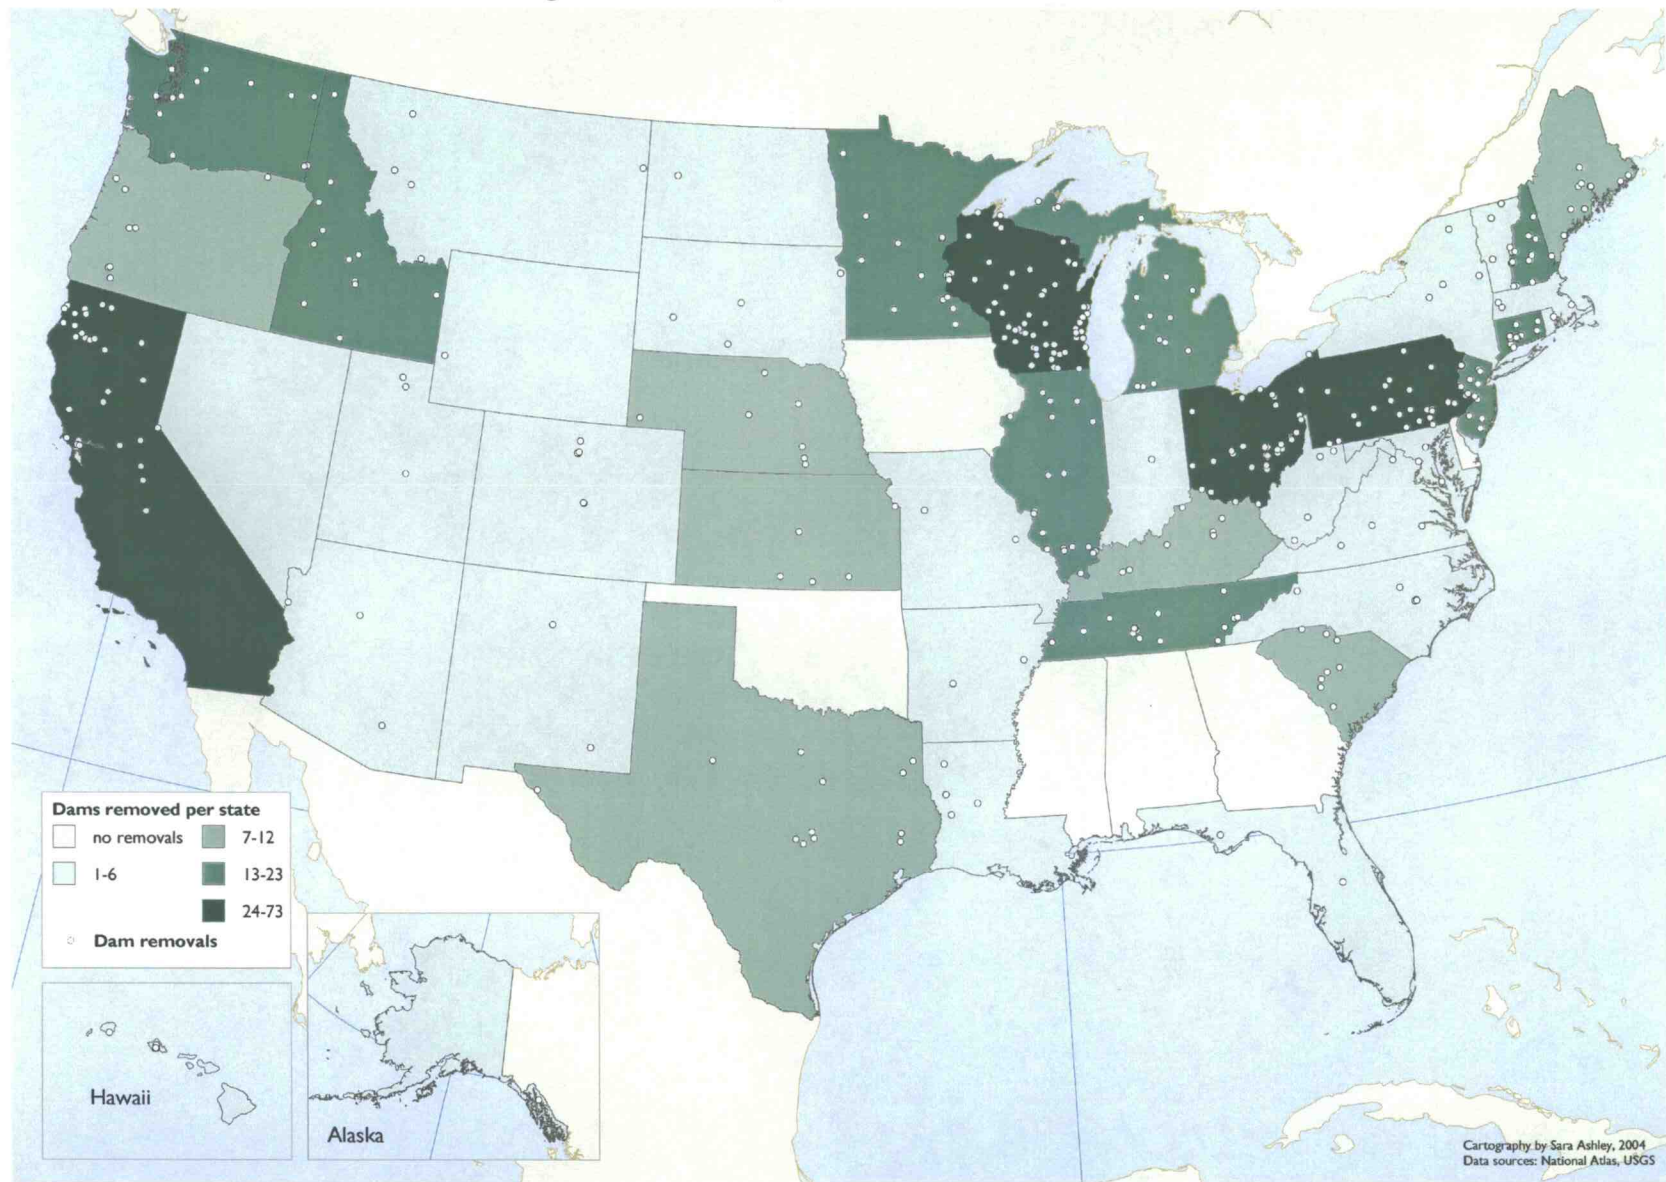 Dams removed per state
no removals
7-12
1-6
13-23
24-73
Dam removals
Hawaii
Alaska
Cartography by Sara Ashley, 2004
Data sources: National Atlas, USGS